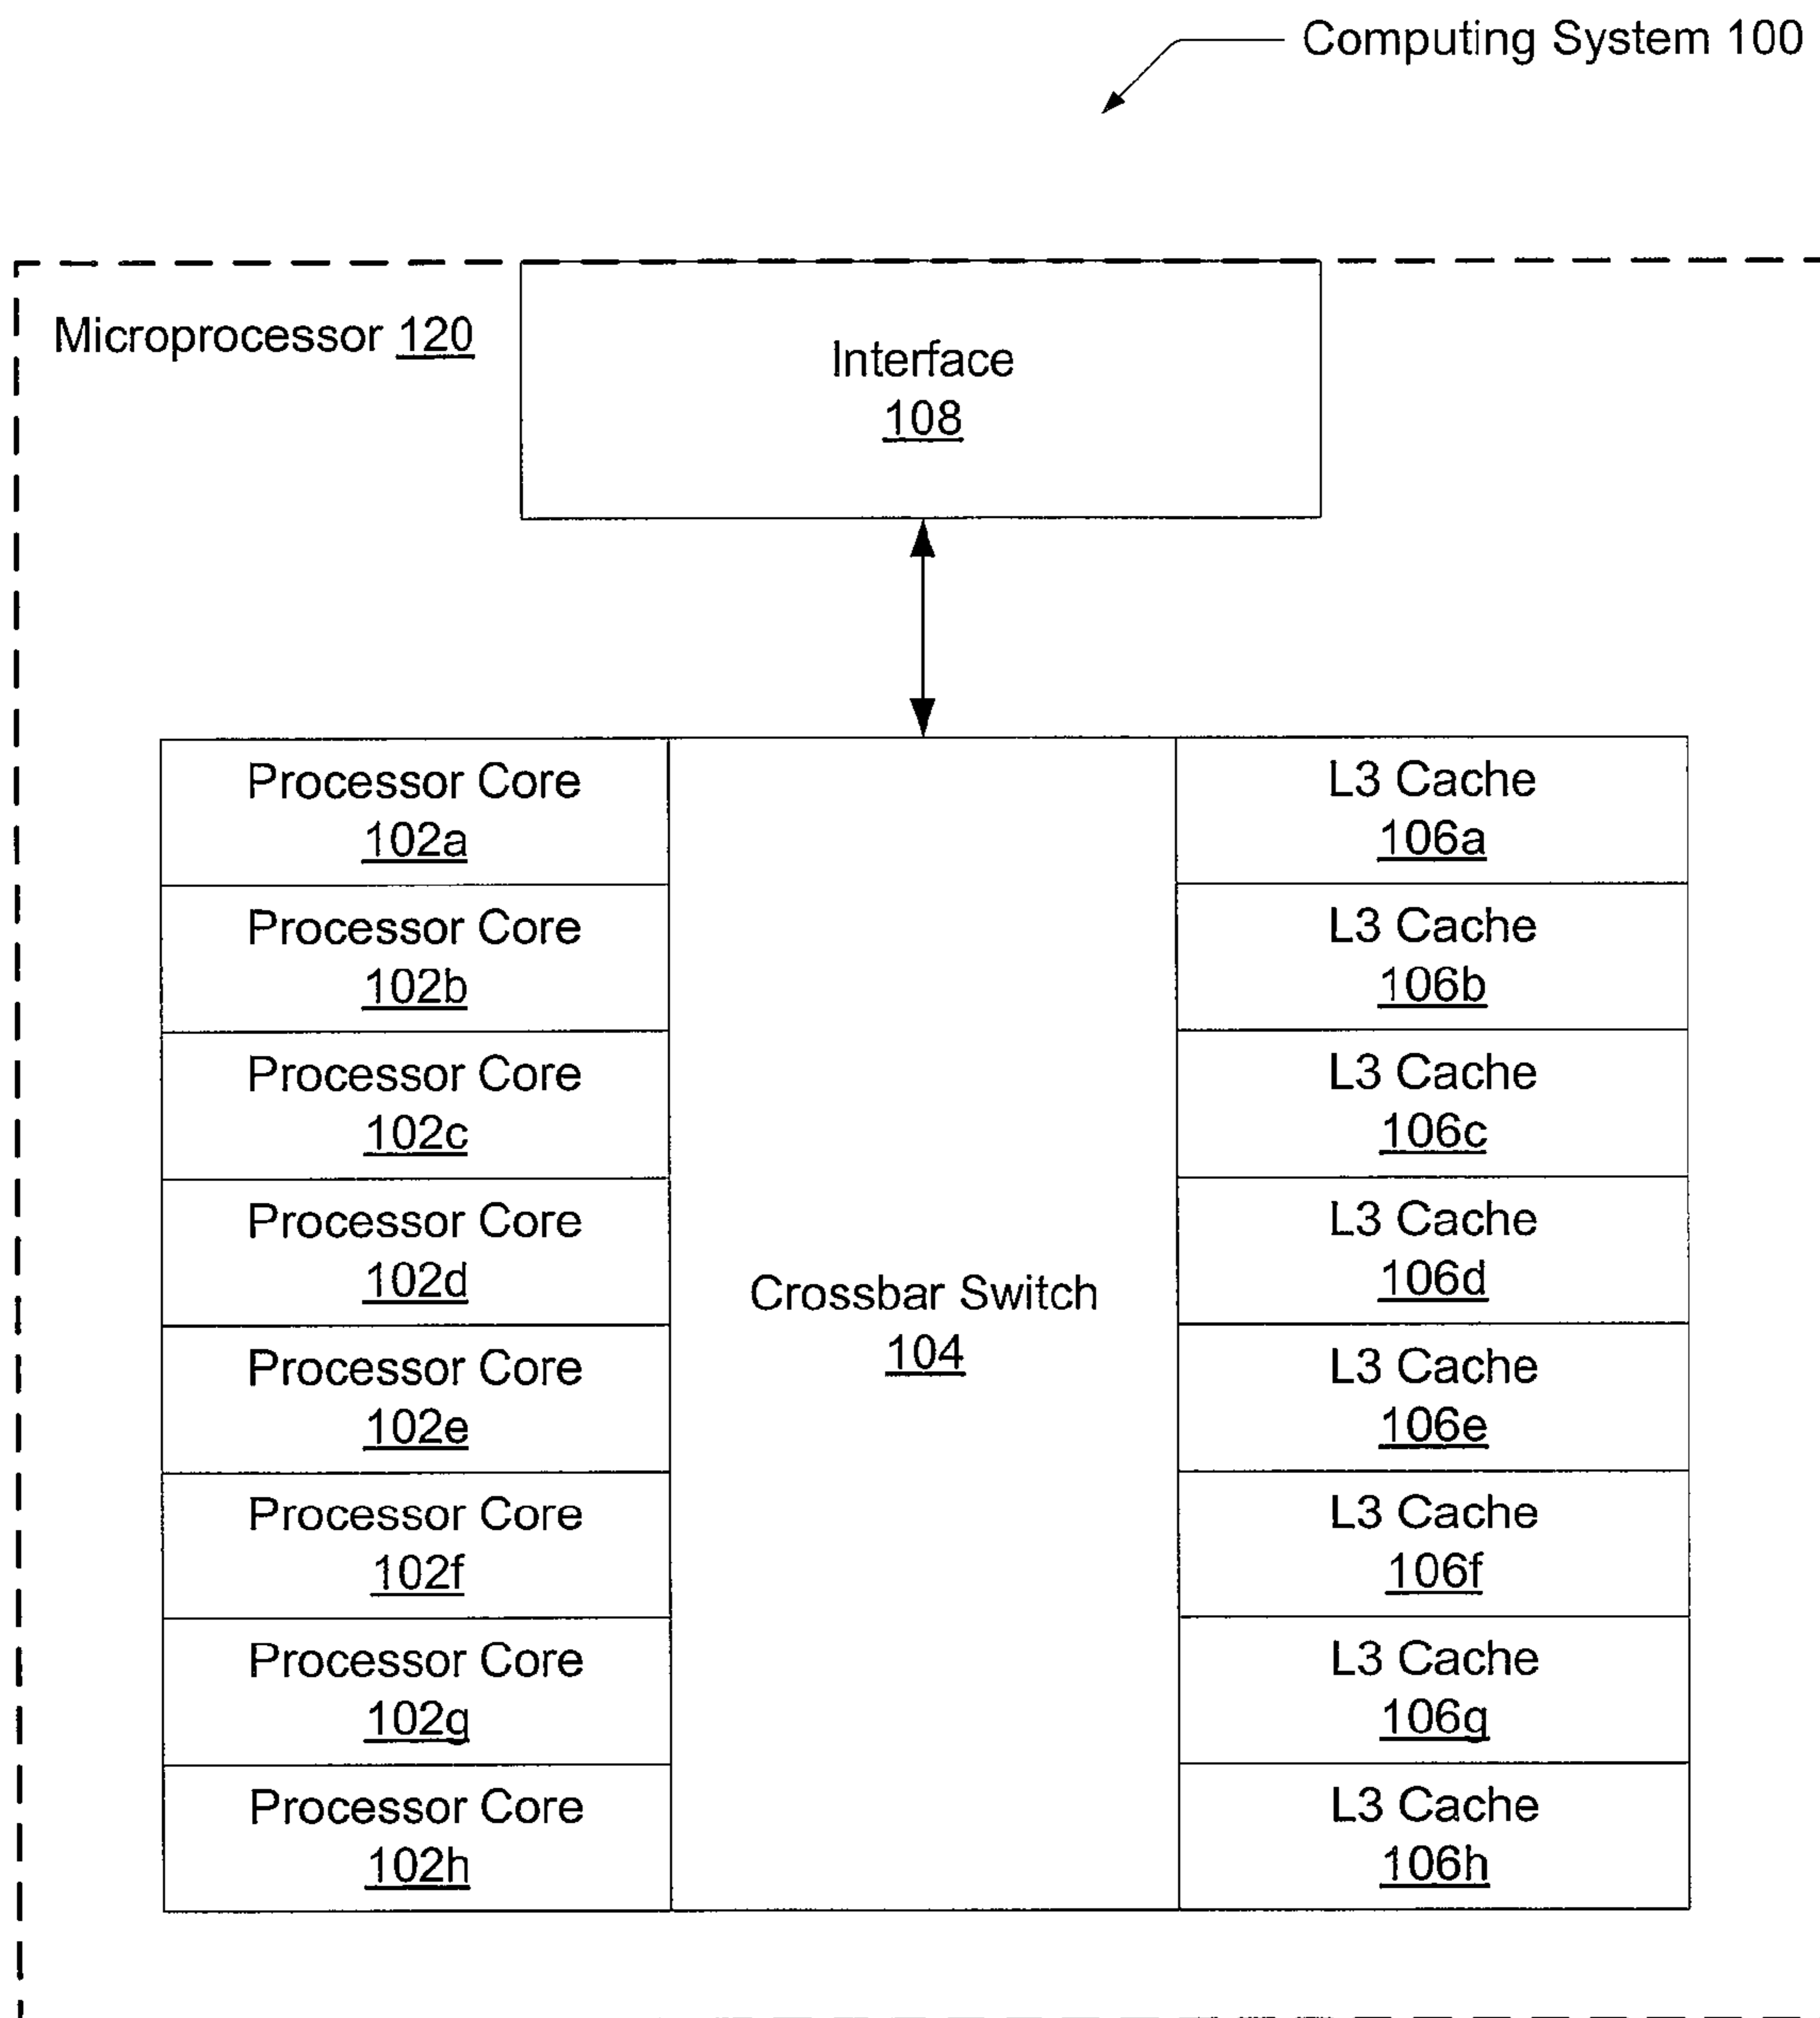 Computing System 100
Microprocessor 120
Interface
108
Processor Core
102a
Processor Core
102b
Processor Core
102c
Processor Core
102d
Processor Core
102e
Processor Core
102f
Processor Core
102g
Processor Core
102h
Crossbar Switch
104
L3 Cache
106a
L3 Cache
106b
L3 Cache
106c
L3 Cache
106d
L3 Cache
106e
L3 Cache
106f
L3 Cache
106g
L3 Cache
106h